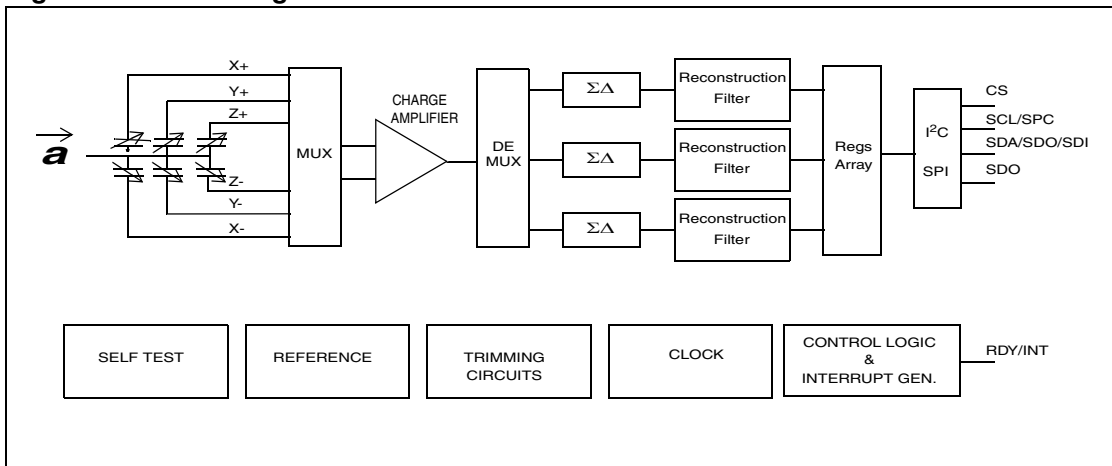 X+
Y+
Z+
a
Z-
Y-
X-
MUX
CHARGE
AMPLIFIER
DE
MUX
ΣΔ
ΣΔ
ΣΔ
Reconstruction
Filter
Reconstruction
Filter
Reconstruction
Filter
Regs
Array
I²C
SPI
CS
SCL/SPC
SDA/SDO/SDI
SDO
SELF TEST
REFERENCE
TRIMMING
CIRCUITS
CLOCK
CONTROL LOGIC
&
INTERRUPT GEN.
RDY/INT